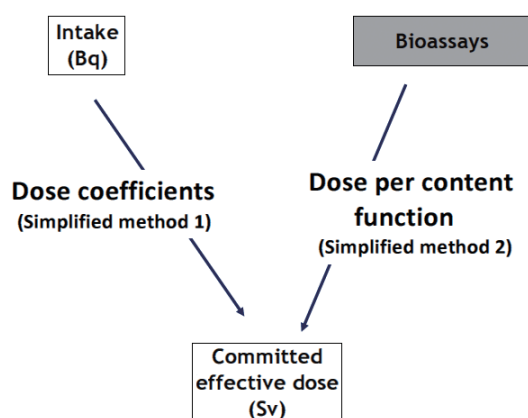 Intake
(Bq)
Bioassays
Dose coefficients
(Simplified method 1)
Dose per content
function
(Simplified method 2)
Committed
effective dose
(Sv)